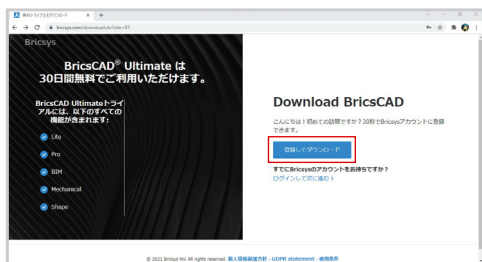 無料トライアルをダウンロード
bricsys.com/download.do?site=81
Bricsys
BricsCAD® Ultimate は
30日間無料でご利用いただけます。
BricsCAD Ultimateトライ
アルには、以下のすべての
機能が含まれます:
Lite
Pro
BIM
Mechanical
Shape
Download BricsCAD
こんにちは！初めての訪問ですか？30秒でBricsysアカウントに登録
できます。
登録してダウンロード
すでにBricsysのアカウントをお持ちですか？
ログインして次に進む
© 2021 Bricsys NV. All rights reserved. 個人情報保護方針 - GDPR statement - 使用条件